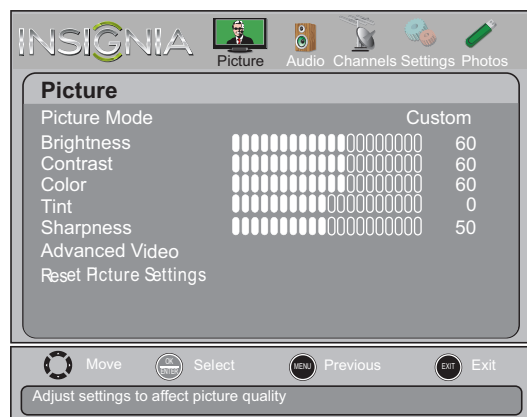 INSIGNIA
Picture Audio Channels Settings Photos
Picture
Picture Mode Custom
Brightness 60
Contrast 60
Color 60
Tint 0
Sharpness 50
Advanced Video
Reset Picture Settings
Move OK ENTER Select MENU Previous EXIT Exit
Adjust settings to affect picture quality